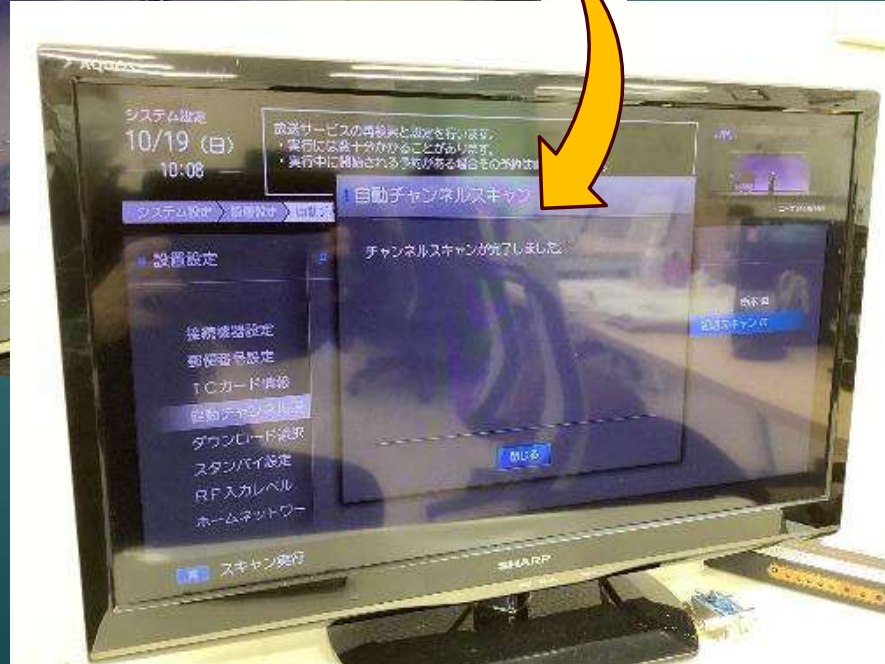 AQUOS
システム設定
10/19 (日)
10:08
放送サービスの再検索と設定を行います。
・実行には数十分かかることがあります。
・実行中に開始される予約がある場合その予約は
システム設定 設置設定 自動
自動チャンネルスキャン
チャンネルスキャンが完了しました。
設置設定
接続機器設定
郵便番号設定
ICカード情報
自動チャンネル設
ダウンロード選択
スタンバイ設定
RF入力レベル
ホームネットワー
閉じる
青 スキャン実行
SHARP